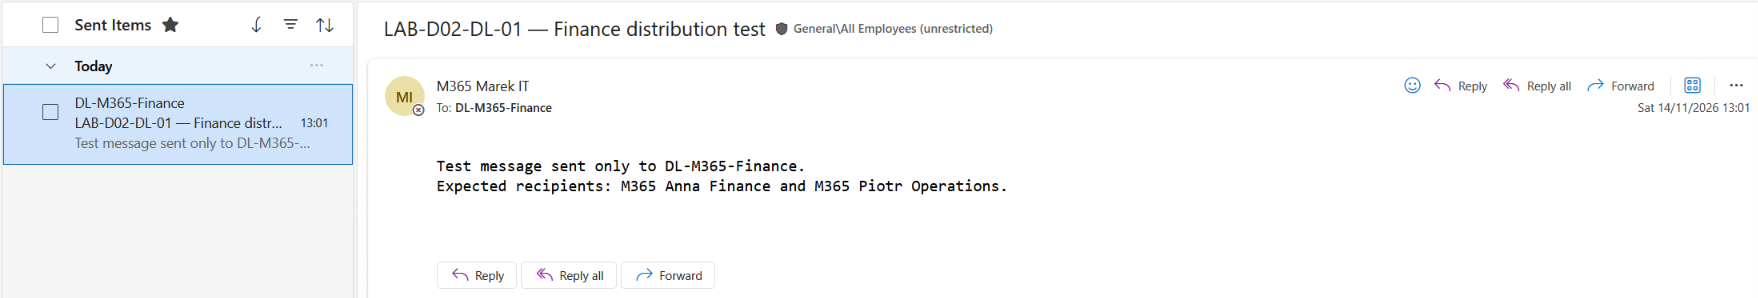 Sent Items
Today
DL-M365-Finance
LAB-D02-DL-01 — Finance distr... 13:01
Test message sent only to DL-M365-...
LAB-D02-DL-01 — Finance distribution test General\All Employees (unrestricted)
MI
M365 Marek IT
To: DL-M365-Finance
Reply Reply all Forward
Sat 14/11/2026 13:01
Test message sent only to DL-M365-Finance.
Expected recipients: M365 Anna Finance and M365 Piotr Operations.
Reply Reply all Forward